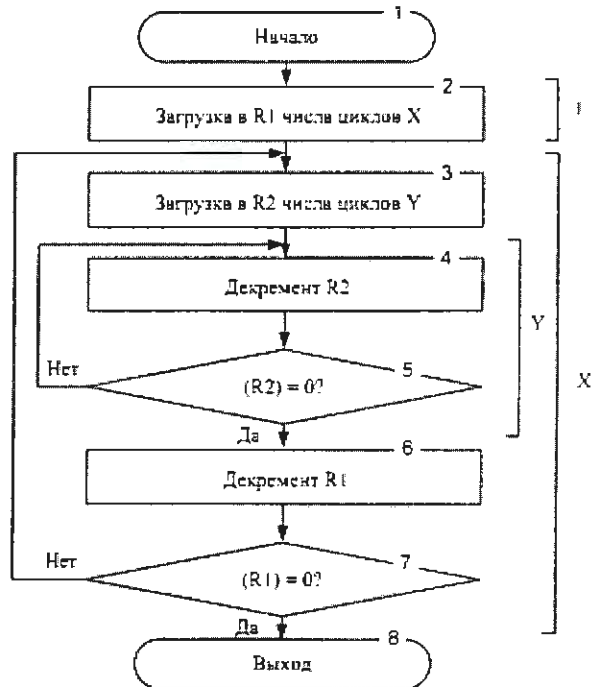 1
Начало
2
Загрузка в R1 числа циклов X
1
3
Загрузка в R2 числа циклов Y
4
Декремент R2
Y
X
Нет
5
(R2) = 0?
Да
6
Декремент R1
Нет
7
(R1) = 0?
Да
8
Выход